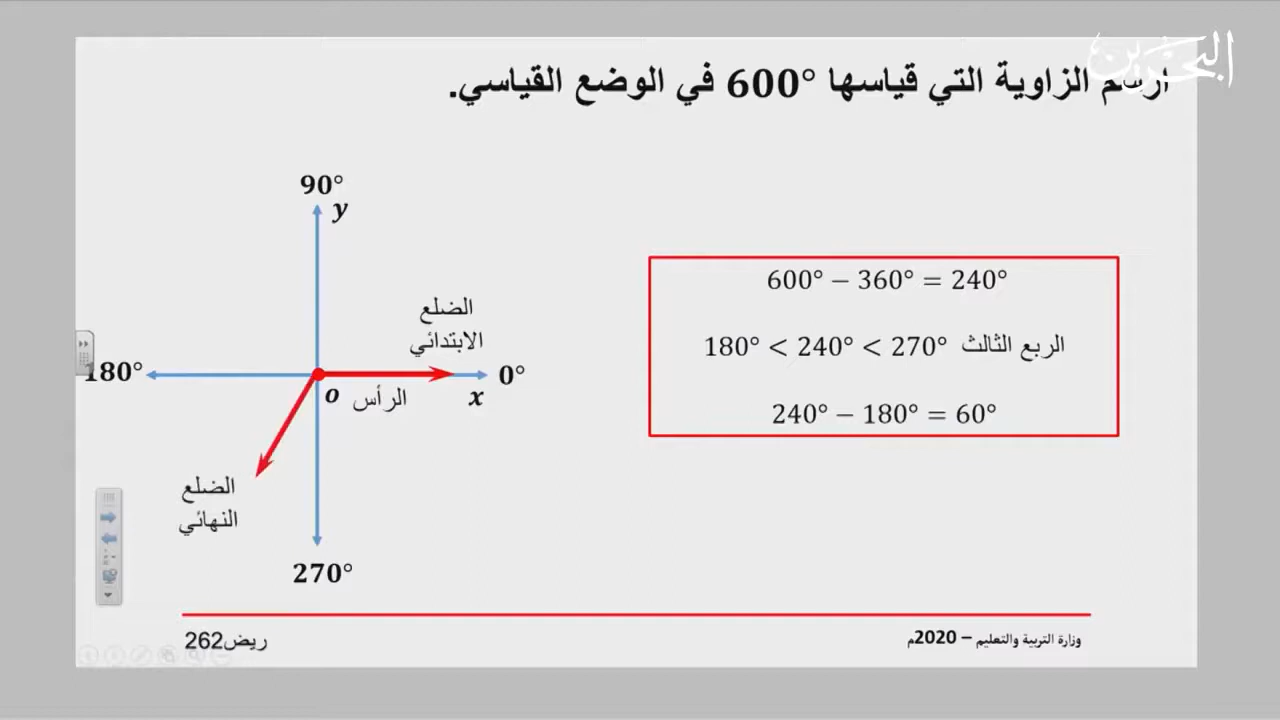 البحرين
ارسم الزاوية التي قياسها 600° في الوضع القياسي.
90°
y
الضلع
الابتدائي
180°
0°
o
الرأس
x
الضلع
النهائي
270°
600° − 360° = 240°
180° < 240° < 270° الربع الثالث
240° − 180° = 60°
ريض262
وزارة التربية والتعليم – 2020م